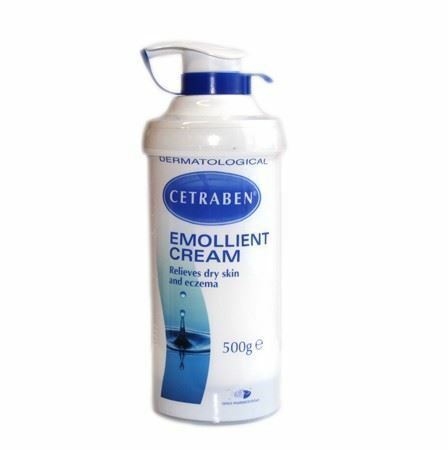 DERMATOLOGICAL
CETRABEN®
EMOLLIENT
CREAM
Relieves dry skin
and eczema
500g ℮